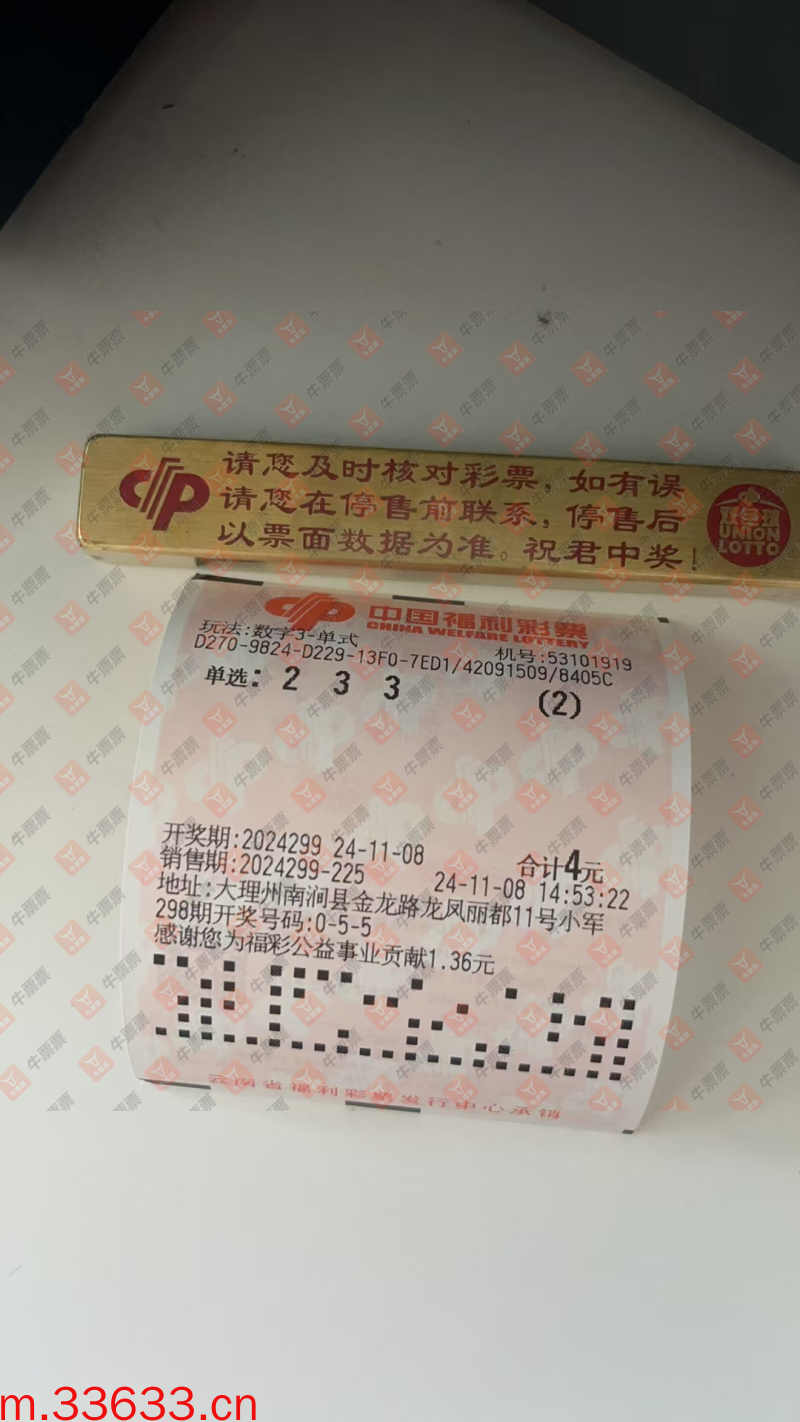 请您及时核对彩票，如有误
请您在停售前联系，停售后
以票面数据为准。祝君中奖！
双色球
UNION
LOTTO
中国福利彩票
CHINA WELFARE LOTTERY
玩法:数字3-单式
机号:53101919
D270-9824-D229-13F0-7ED1/42091509/8405C
单选: 2 3 3 (2)
开奖期:2024299 24-11-08 合计4元
销售期:2024299-225 24-11-08 14:53:22
地址:大理州南涧县金龙路龙凤丽都11号小军
298期开奖号码:0-5-5
感谢您为福彩公益事业贡献1.36元
云南省福利彩票发行中心承销
牛票票
m.33633.cn